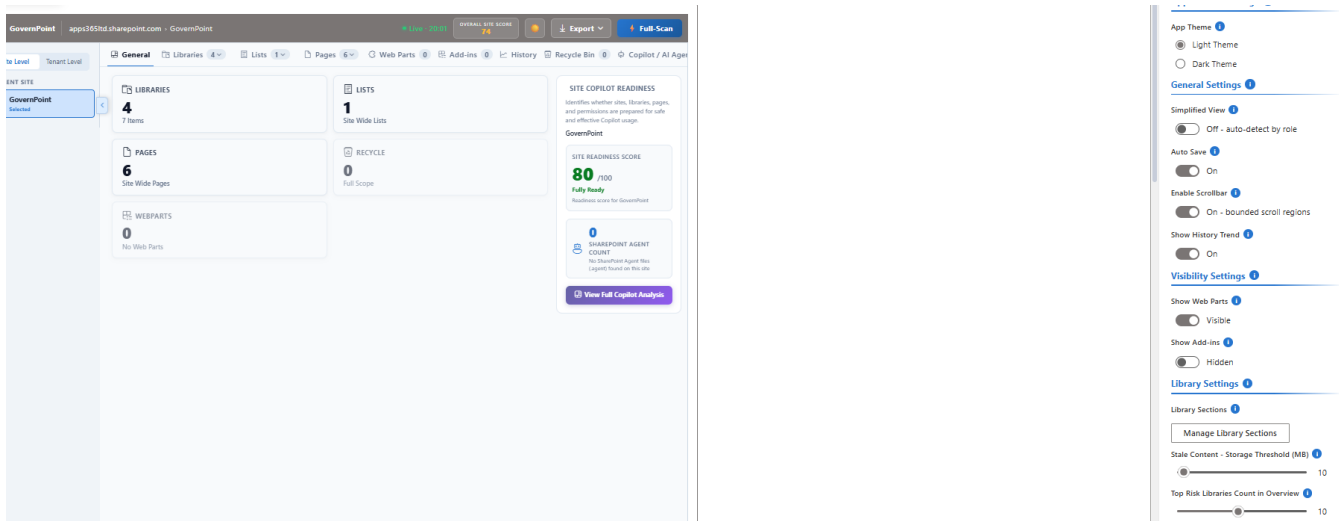 GovernPoint
apps365ltd.sharepoint.com › GovernPoint
Live - 20:01
OVERALL SITE SCORE
74
Export
Full-Scan
Level
Tenant Level
General
Libraries 4
Lists 1
Pages 6
Web Parts 0
Add-ins 0
History
Recycle Bin 0
Copilot / AI Agen
ENT SITE
GovernPoint
Selected
LIBRARIES
4
7 Items
LISTS
1
Site Wide Lists
PAGES
6
Site Wide Pages
RECYCLE
0
Full Scope
WEBPARTS
0
No Web Parts
SITE COPILOT READINESS
Identifies whether sites, libraries, pages,
and permissions are prepared for safe
and effective Copilot usage.
GovernPoint
SITE READINESS SCORE
80 /100
Fully Ready
Readiness score for GovernPoint
0
SHAREPOINT AGENT
COUNT
No SharePoint Agent files
(.agent) found on this site
View Full Copilot Analysis
App Theme
Light Theme
Dark Theme
General Settings
Simplified View
Off - auto-detect by role
Auto Save
On
Enable Scrollbar
On - bounded scroll regions
Show History Trend
On
Visibility Settings
Show Web Parts
Visible
Show Add-ins
Hidden
Library Settings
Library Sections
Manage Library Sections
Stale Content - Storage Threshold (MB)
10
Top Risk Libraries Count in Overview
10